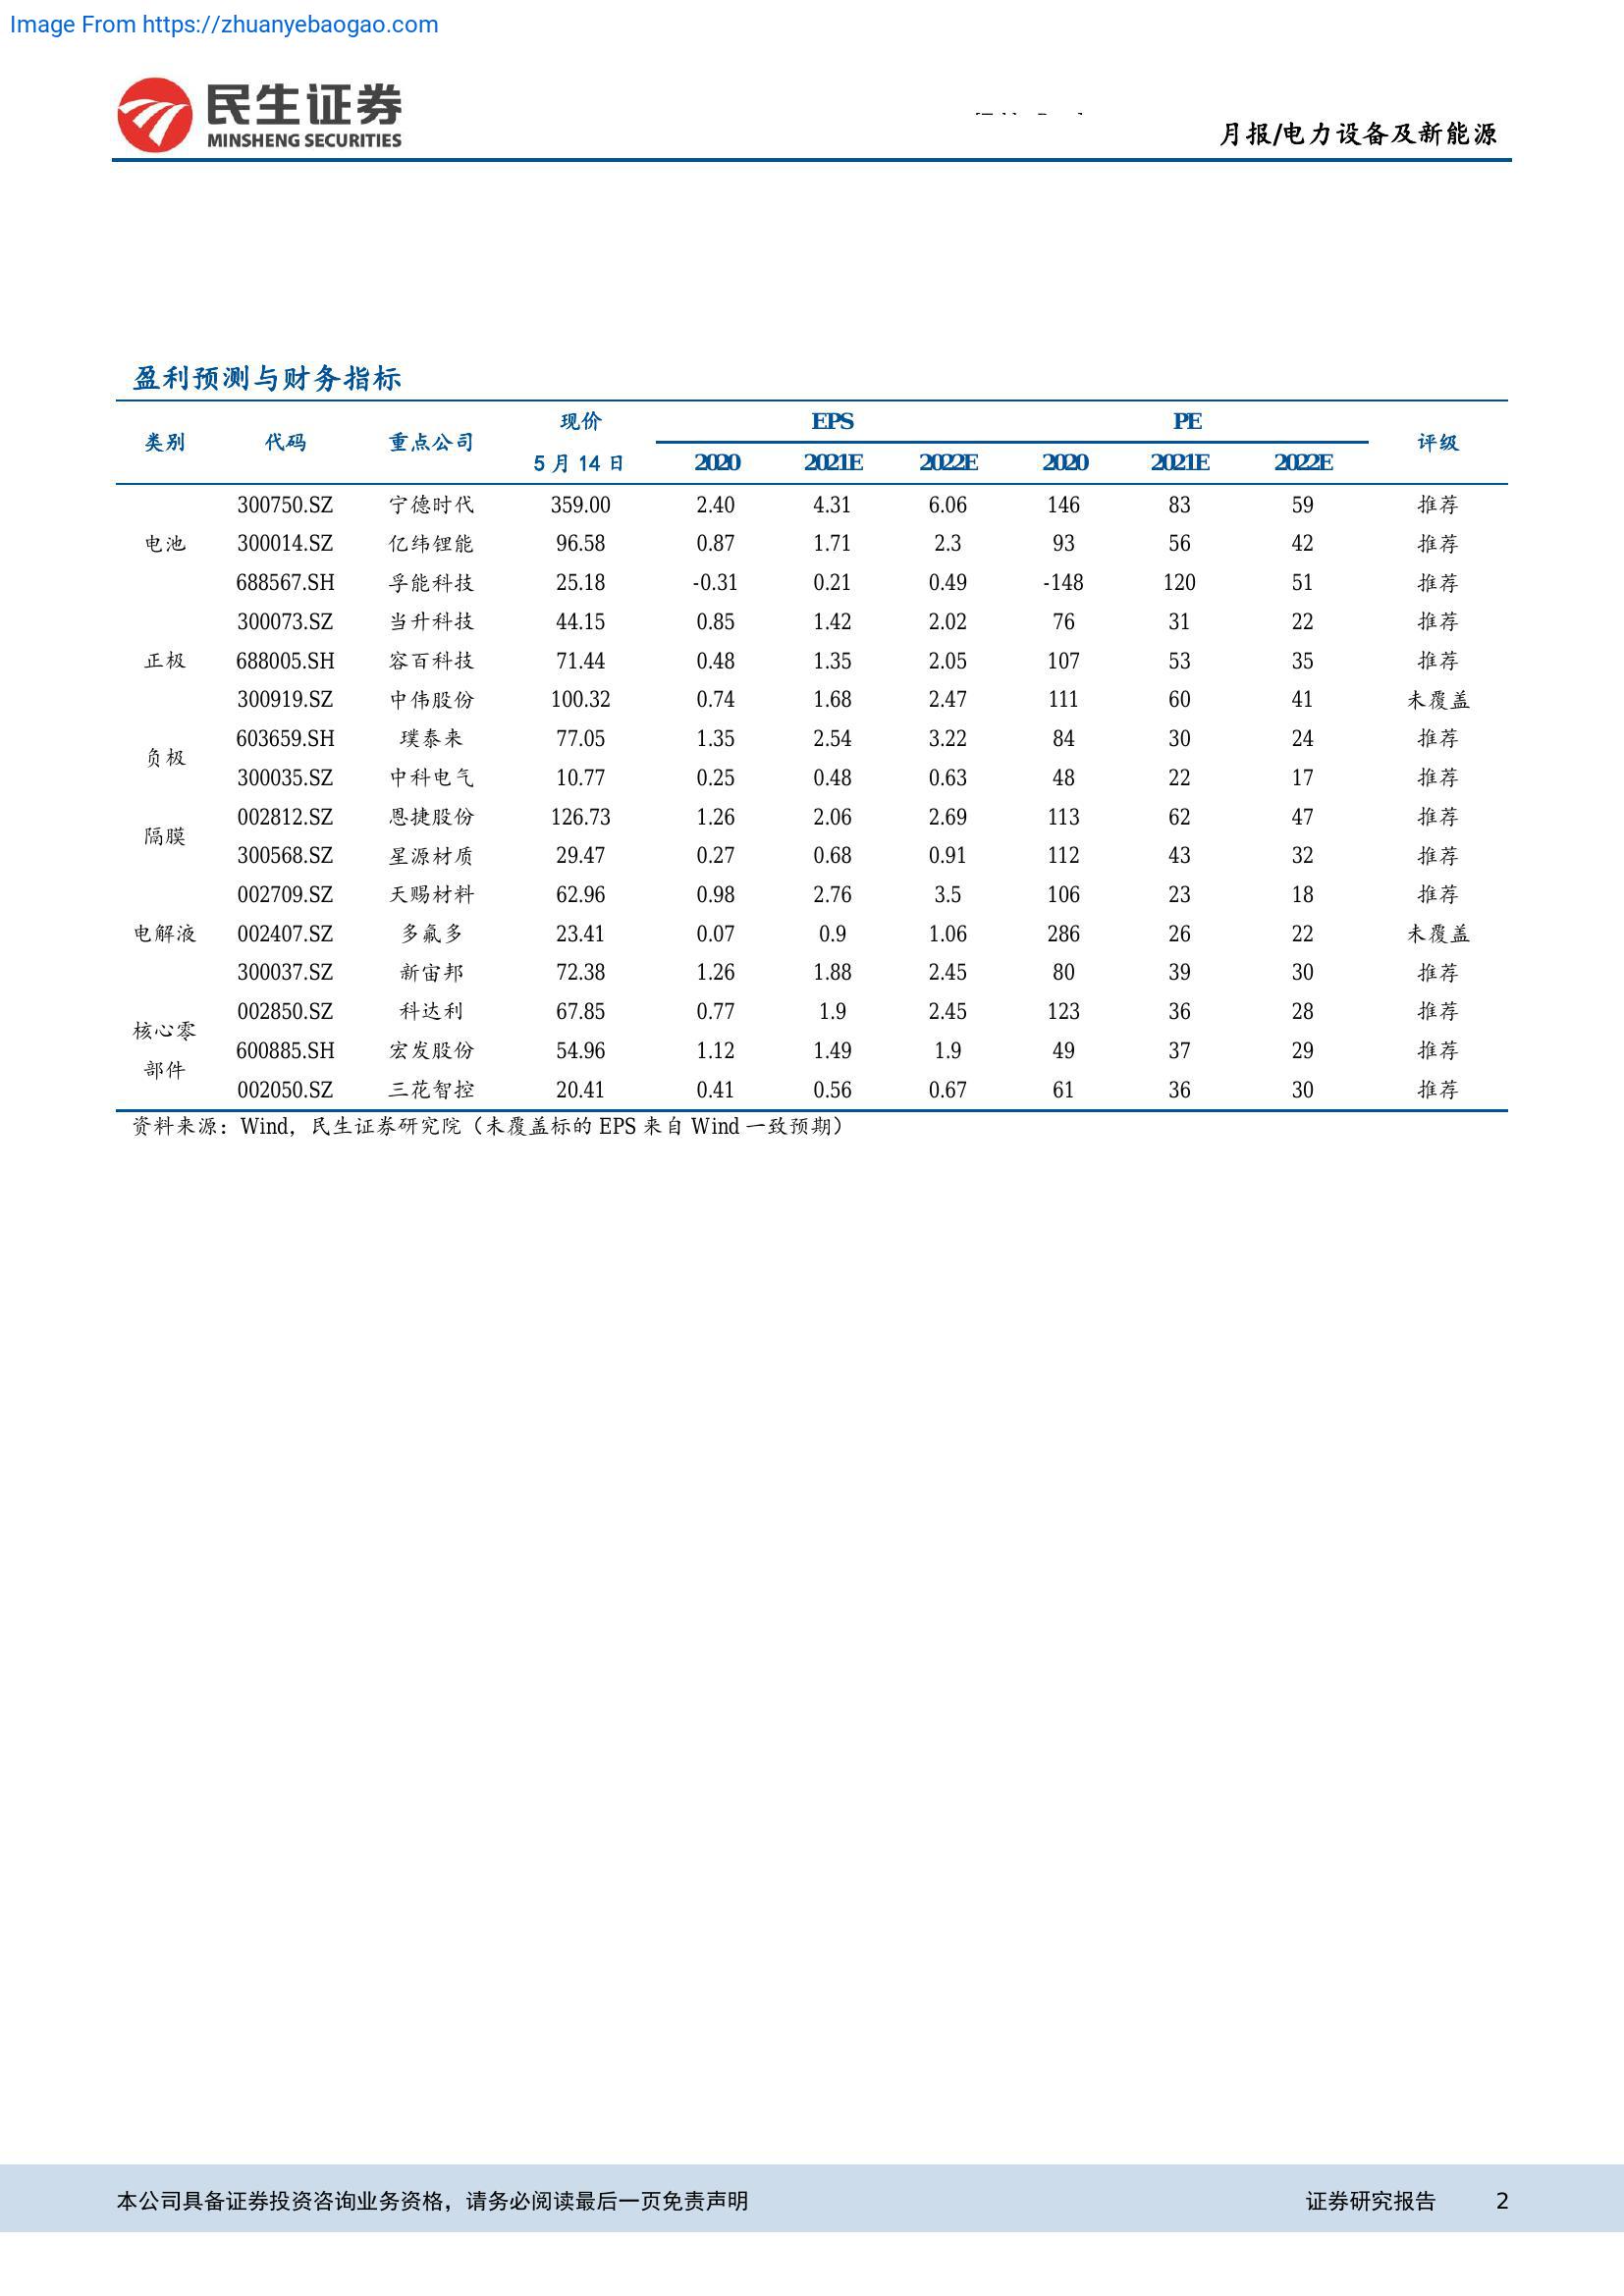 Image From https://zhuanyebaogao.com
民生证券
MINSHENG SECURITIES
月报/电力设备及新能源
盈利预测与财务指标
类别 代码 重点公司 现价 EPS PE 评级
5 月 14 日 2020 2021E 2022E 2020 2021E 2022E
电池 300750.SZ 宁德时代 359.00 2.40 4.31 6.06 146 83 59 推荐
300014.SZ 亿纬锂能 96.58 0.87 1.71 2.3 93 56 42 推荐
688567.SH 孚能科技 25.18 -0.31 0.21 0.49 -148 120 51 推荐
正极 300073.SZ 当升科技 44.15 0.85 1.42 2.02 76 31 22 推荐
688005.SH 容百科技 71.44 0.48 1.35 2.05 107 53 35 推荐
300919.SZ 中伟股份 100.32 0.74 1.68 2.47 111 60 41 未覆盖
负极 603659.SH 璞泰来 77.05 1.35 2.54 3.22 84 30 24 推荐
300035.SZ 中科电气 10.77 0.25 0.48 0.63 48 22 17 推荐
隔膜 002812.SZ 恩捷股份 126.73 1.26 2.06 2.69 113 62 47 推荐
300568.SZ 星源材质 29.47 0.27 0.68 0.91 112 43 32 推荐
电解液 002709.SZ 天赐材料 62.96 0.98 2.76 3.5 106 23 18 推荐
002407.SZ 多氟多 23.41 0.07 0.9 1.06 286 26 22 未覆盖
300037.SZ 新宙邦 72.38 1.26 1.88 2.45 80 39 30 推荐
核心零部件 002850.SZ 科达利 67.85 0.77 1.9 2.45 123 36 28 推荐
600885.SH 宏发股份 54.96 1.12 1.49 1.9 49 37 29 推荐
002050.SZ 三花智控 20.41 0.41 0.56 0.67 61 36 30 推荐
资料来源：Wind，民生证券研究院（未覆盖标的 EPS 来自 Wind 一致预期）
本公司具备证券投资咨询业务资格，请务必阅读最后一页免责声明 证券研究报告 2